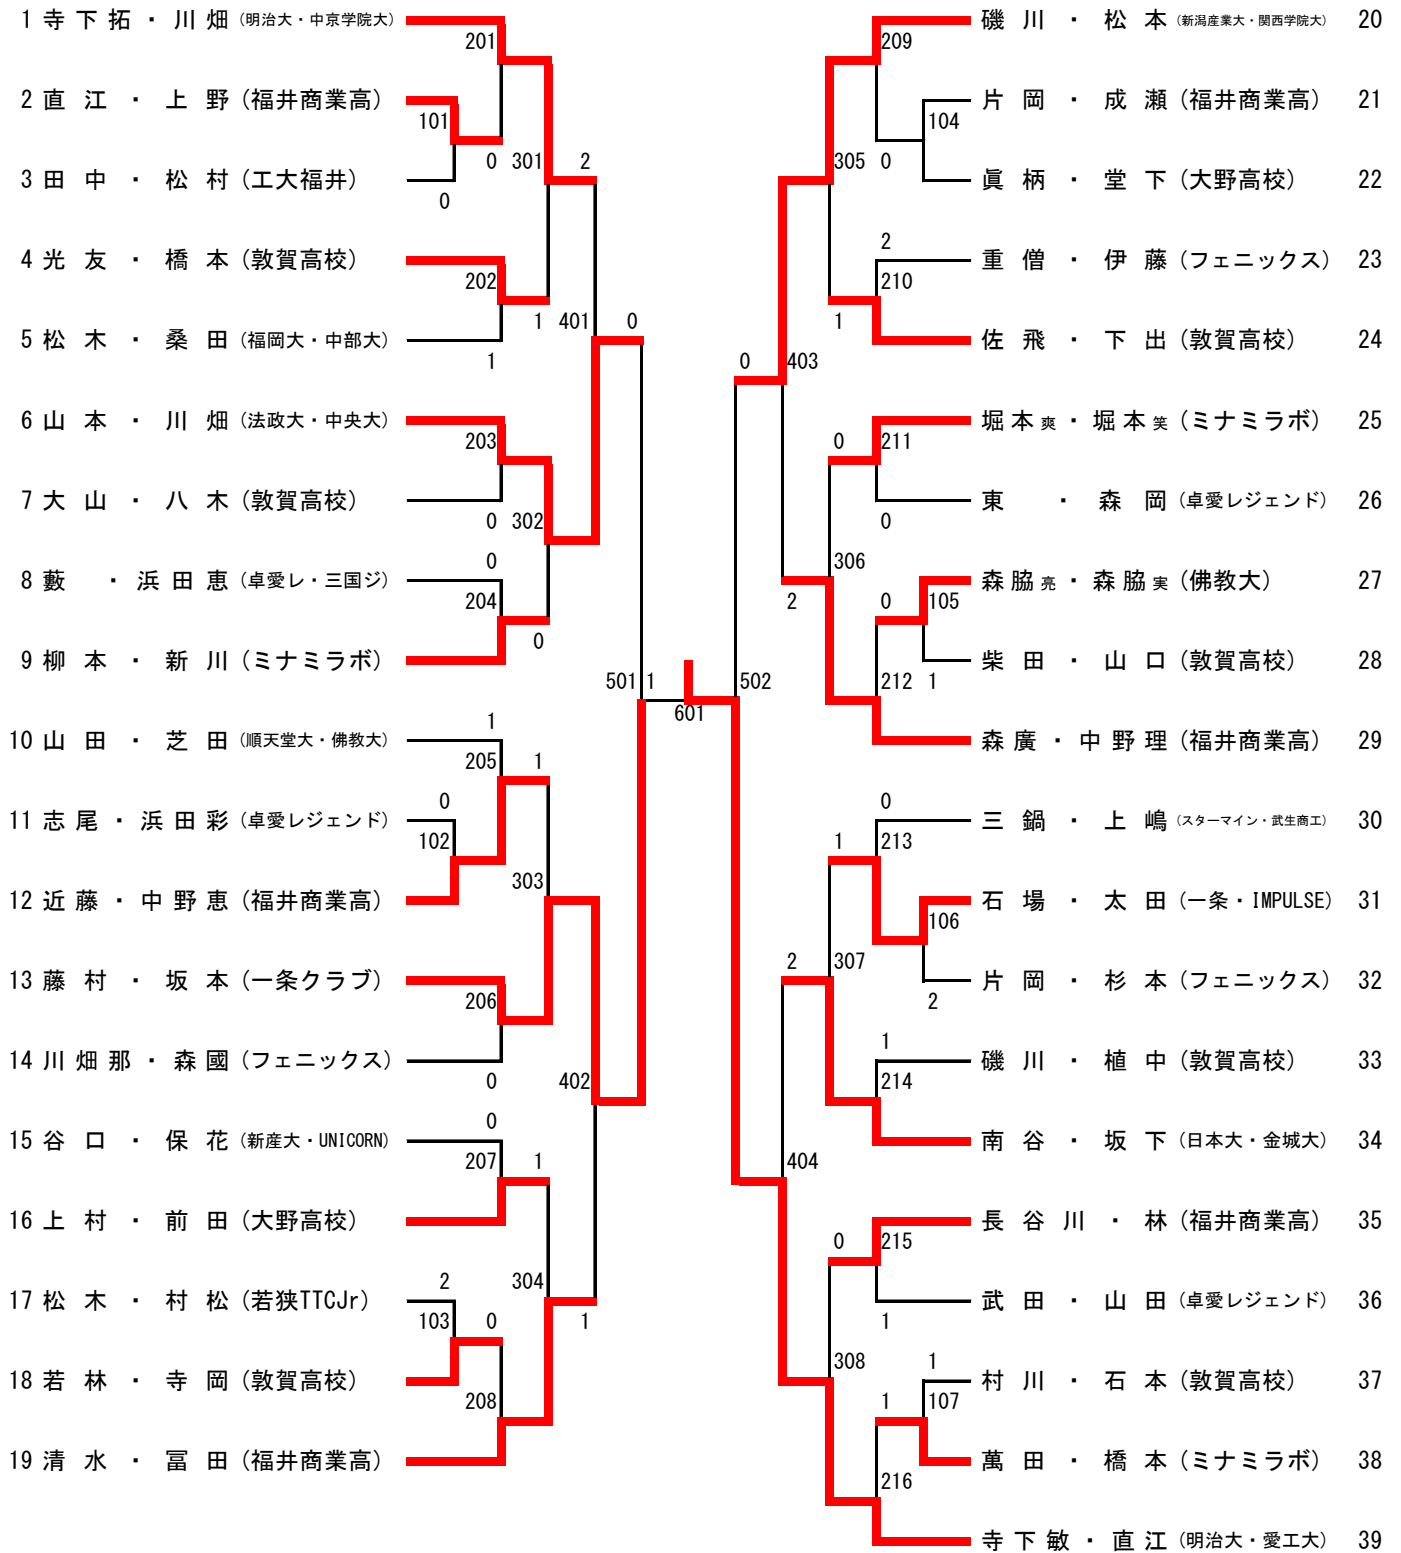 1 寺下拓・川畑 (明治大・中京学院大)
201
2 直江・上野 (福井商業高)
101
0 301 2
3 田中・松村 (工大福井)
0
4 光友・橋本 (敦賀高校)
202
1 401 0
5 松木・桑田 (福岡大・中部大)
1
6 山本・川畑 (法政大・中央大)
203
7 大山・八木 (敦賀高校)
0 302
0
8 藪・浜田恵 (卓愛レ・三国ジ)
204
0
9 柳本・新川 (ミナミラボ)
501 1
601
1
10 山田・芝田 (順天堂大・佛教大)
205 1
0
11 志尾・浜田彩 (卓愛レジェンド)
102
303
12 近藤・中野恵 (福井商業高)
13 藤村・坂本 (一条クラブ)
206
14 川畑那・森國 (フェニックス)
0 402
0
15 谷口・保花 (新産大・UNICORN)
207 1
16 上村・前田 (大野高校)
2 304
17 松木・村松 (若狭TTCJr)
103 0 1
18 若林・寺岡 (敦賀高校)
208
19 清水・冨田 (福井商業高)
磯川・松本 (新潟産業大・関西学院大) 20
209
片岡・成瀬 (福井商業高) 21
104
305 0
眞柄・堂下 (大野高校) 22
2
重僧・伊藤 (フェニックス) 23
210
1
佐飛・下出 (敦賀高校) 24
0 403
堀本爽・堀本笑 (ミナミラボ) 25
0 211
東・森岡 (卓愛レジェンド) 26
0
306
森脇亮・森脇実 (佛教大) 27
2 0 105
柴田・山口 (敦賀高校) 28
502 212 1
森廣・中野理 (福井商業高) 29
0
三鍋・上嶋 (スターマイン・武生商工) 30
1 213
石場・太田 (一条・IMPULSE) 31
106
2 307
片岡・杉本 (フェニックス) 32
2
1
磯川・植中 (敦賀高校) 33
214
南谷・坂下 (日本大・金城大) 34
404
長谷川・林 (福井商業高) 35
0 215
武田・山田 (卓愛レジェンド) 36
1
308 1
村川・石本 (敦賀高校) 37
1 107
萬田・橋本 (ミナミラボ) 38
216
寺下敏・直江 (明治大・愛工大) 39